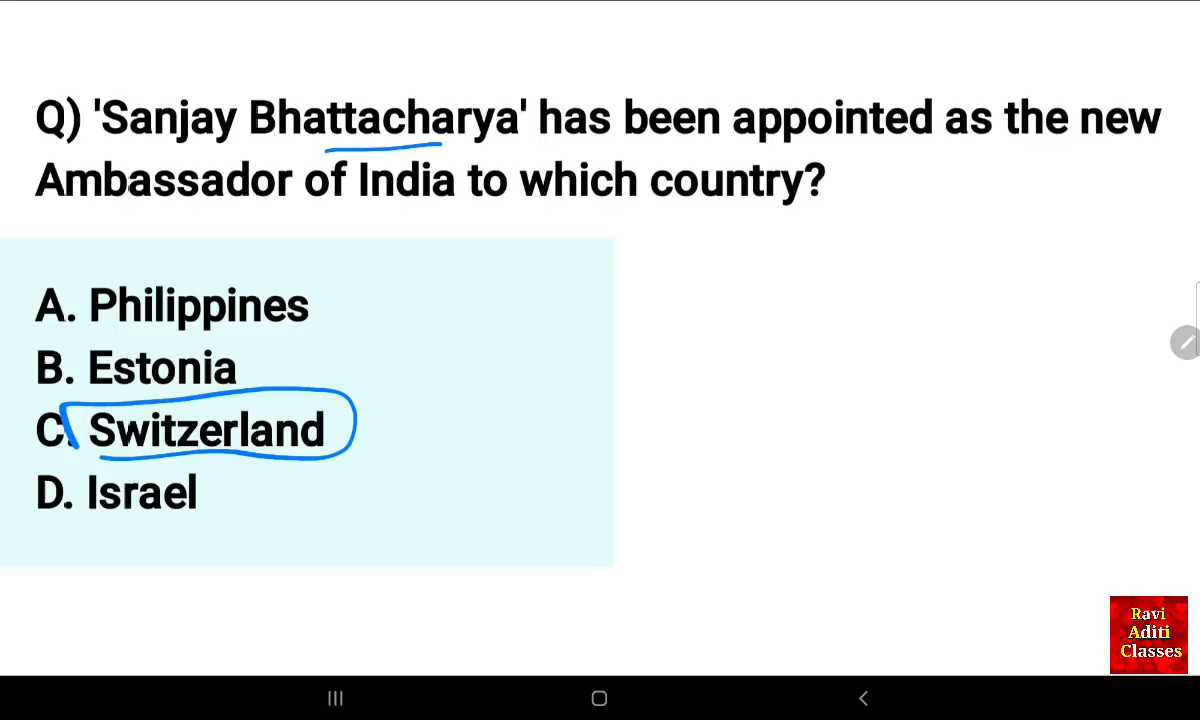 Q) 'Sanjay Bhattacharya' has been appointed as the new
Ambassador of India to which country?
A. Philippines
B. Estonia
C. Switzerland
D. Israel
Ravi
Aditi
Classes